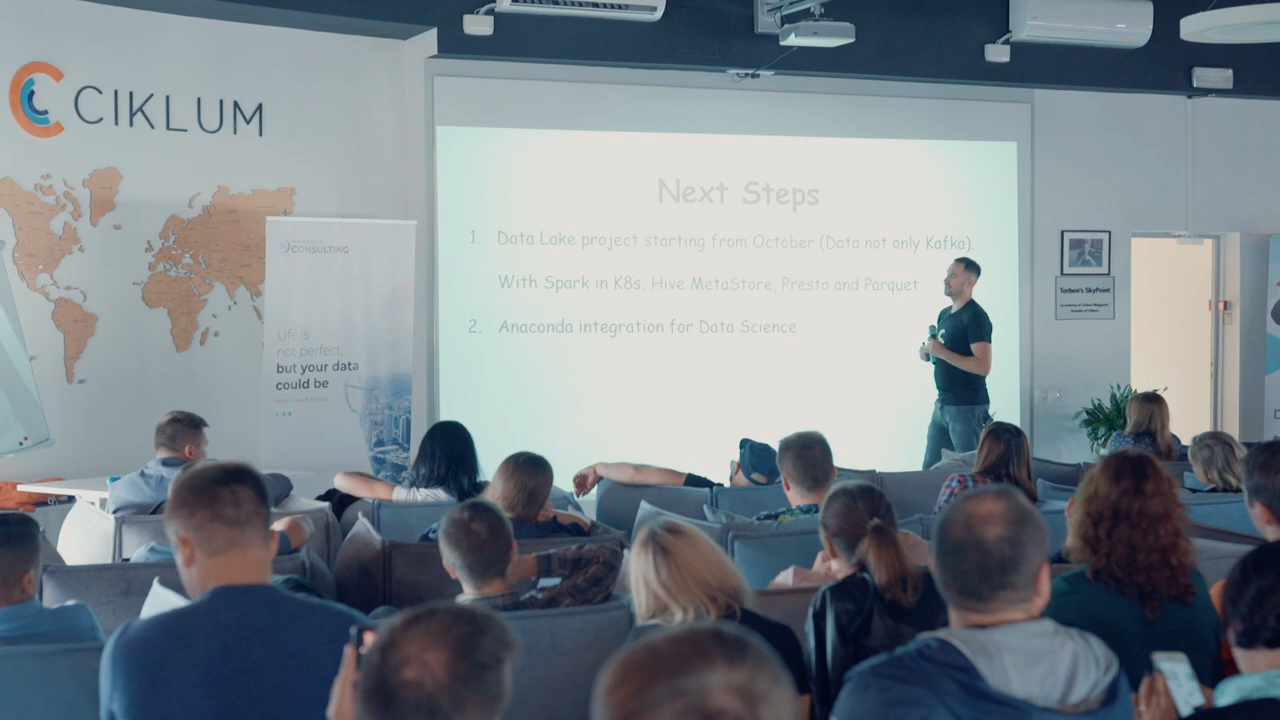 CIKLUM
CONSULTING
Life is
not perfect,
but your data
could be
Next Steps
1. Data Lake project starting from October (Data not only Kafka).
With Spark in K8s, Hive MetaStore, Presto and Parquet
2. Anaconda integration for Data Science
Torben's SkyPoint